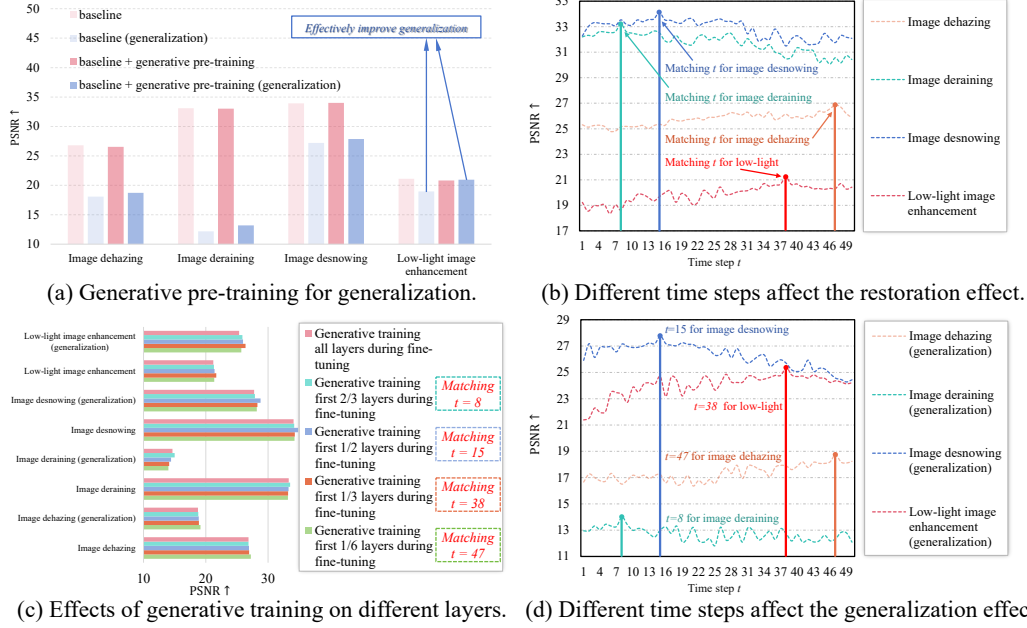 50
45
40
35
30
25
20
15
10
PSNR ↑
baseline
baseline (generalization)
baseline + generative pre-training
baseline + generative pre-training (generalization)
Effectively improve generalization
Image dehazing
Image deraining
Image desnowing
Low-light image
enhancement
(a) Generative pre-training for generalization.
35
33
31
29
27
25
23
21
19
17
PSNR ↑
Matching t for image desnowing
Matching t for image deraining
Matching t for image dehazing
Matching t for low-light
1 4 7 10 13 16 19 22 25 28 31 34 37 40 43 46 49
Time step t
Image dehazing
Image deraining
Image desnowing
Low-light image
enhancement
(b) Different time steps affect the restoration effect.
Low-light image enhancement
(generalization)
Low-light image enhancement
Image desnowing (generalization)
Image desnowing
Image deraining (generalization)
Image deraining
Image dehazing (generalization)
Image dehazing
10 20 30
PSNR ↑
Generative training
all layers during fine-
tuning
Generative training
first 2/3 layers during
fine-tuning
Matching
t = 8
Generative training
first 1/2 layers during
fine-tuning
Matching
t = 15
Generative training
first 1/3 layers during
fine-tuning
Matching
t = 38
Generative training
first 1/6 layers during
fine-tuning
Matching
t = 47
(c) Effects of generative training on different layers.
29
27
25
23
21
19
17
15
13
11
PSNR ↑
t=15 for image desnowing
t=38 for low-light
t=47 for image dehazing
t=8 for image deraining
1 4 7 10 13 16 19 22 25 28 31 34 37 40 43 46 49
Time step t
Image dehazing
(generalization)
Image deraining
(generalization)
Image desnowing
(generalization)
Low-light image
enhancement
(generalization)
(d) Different time steps affect the generalization effec